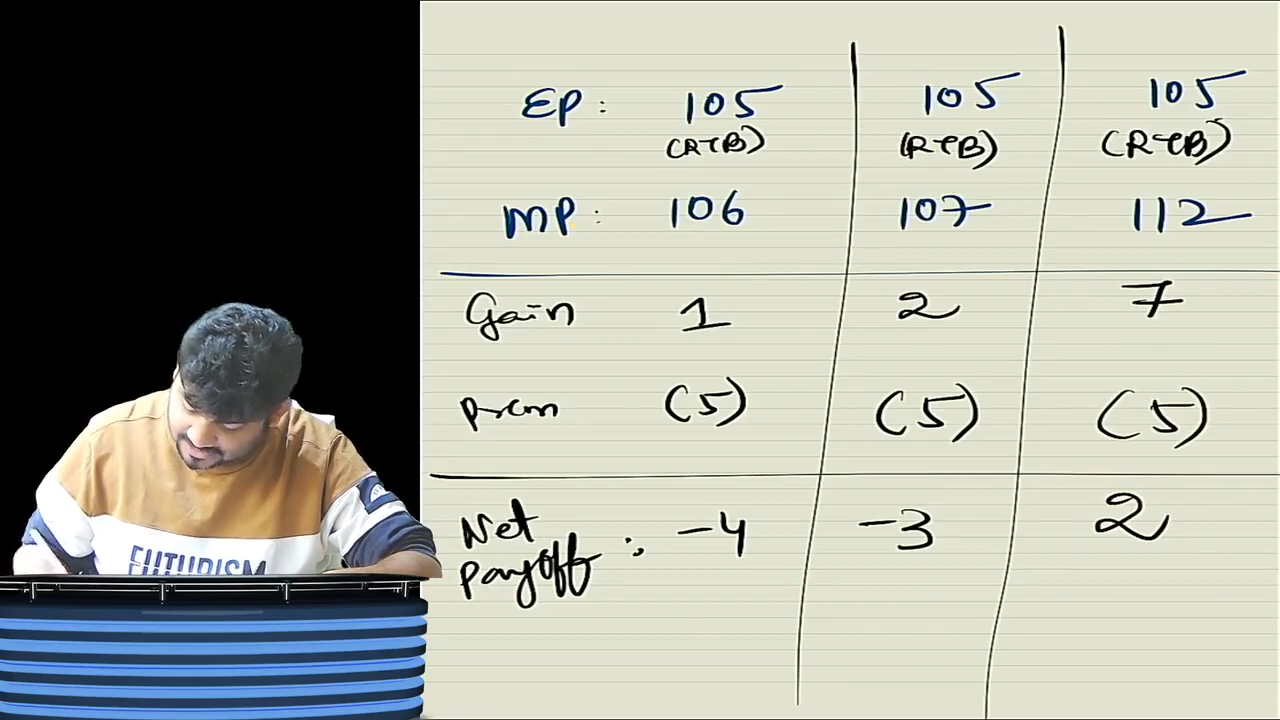 EP: 105 105 105
(RTB) (RTB) (RTB)
MP: 106 107 112
Gain 1 2 7
Prem (5) (5) (5)
Net Payoff: -4 -3 2
FUTURISM